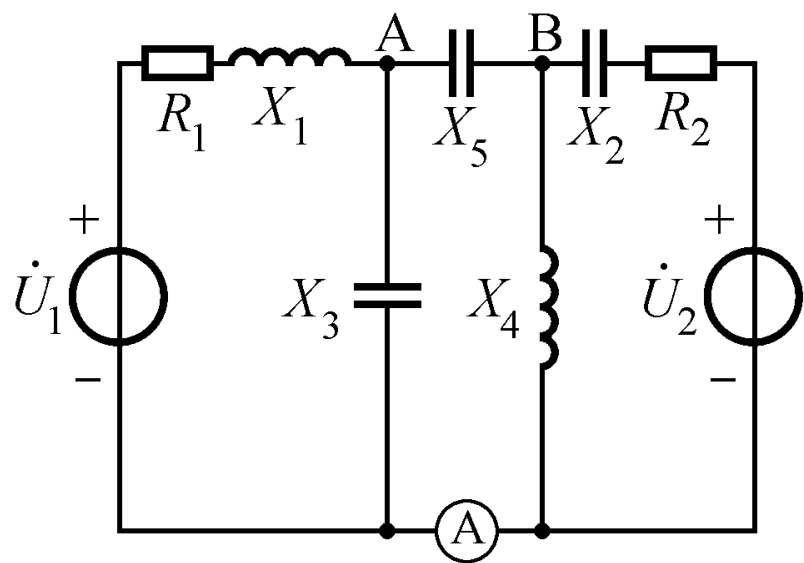 A B
R₁ X₁ X₅ X₂ R₂
+ +
U̇₁ X₃ X₄ U̇₂
− −
A